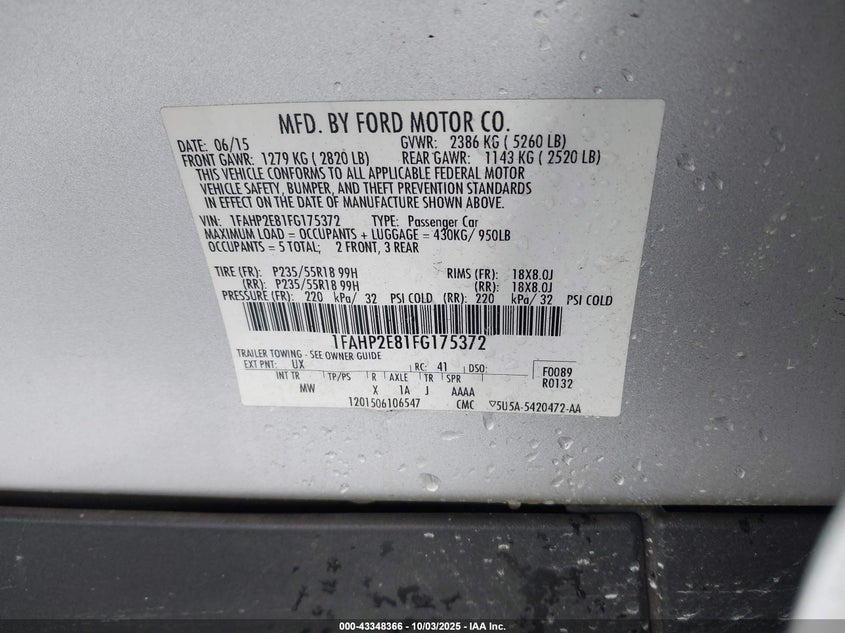 MFD. BY FORD MOTOR CO.
DATE: 06/15 GVWR: 2386 KG ( 5260 LB)
FRONT GAWR: 1279 KG ( 2820 LB) REAR GAWR: 1143 KG ( 2520 LB)
THIS VEHICLE CONFORMS TO ALL APPLICABLE FEDERAL MOTOR
VEHICLE SAFETY, BUMPER, AND THEFT PREVENTION STANDARDS
IN EFFECT ON THE DATE OF MANUFACTURE SHOWN ABOVE.
VIN: 1FAHP2E81FG175372 TYPE: Passenger Car
MAXIMUM LOAD = OCCUPANTS + LUGGAGE = 430KG/ 950LB
OCCUPANTS = 5 TOTAL; 2 FRONT, 3 REAR
TIRE (FR): P235/55R18 99H RIMS (FR): 18X8.0J
(RR): P235/55R18 99H (RR): 18X8.0J
PRESSURE (FR): 220 kPa/ 32 PSI COLD (RR): 220 kPa/ 32 PSI COLD
1FAHP2E81FG175372
TRAILER TOWING - SEE OWNER GUIDE
EXT PNT: UX RC: 41 DSO: F0089
INT TR TP/PS R AXLE TR SPR R0132
MW X 1A J AAAA
1201506106547 CMC ▽5U5A-5420472-AA
000-43348366 - 10/03/2025 - IAA Inc.